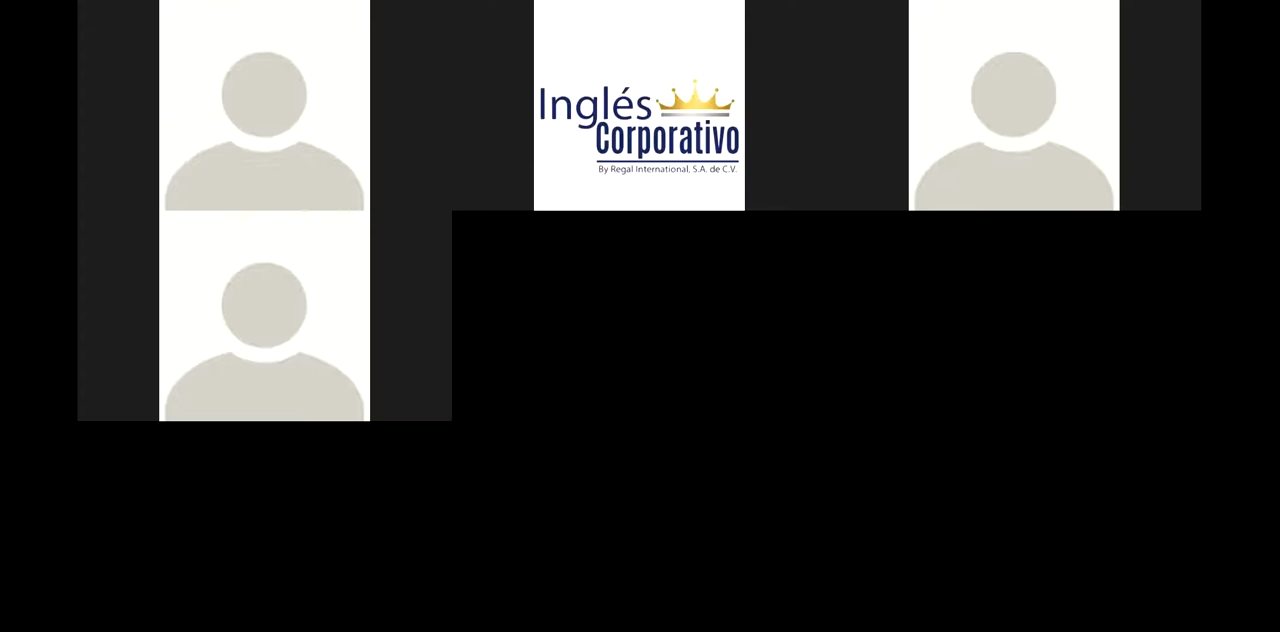 Inglés
Corporativo
By Regal International, S.A. de C.V.